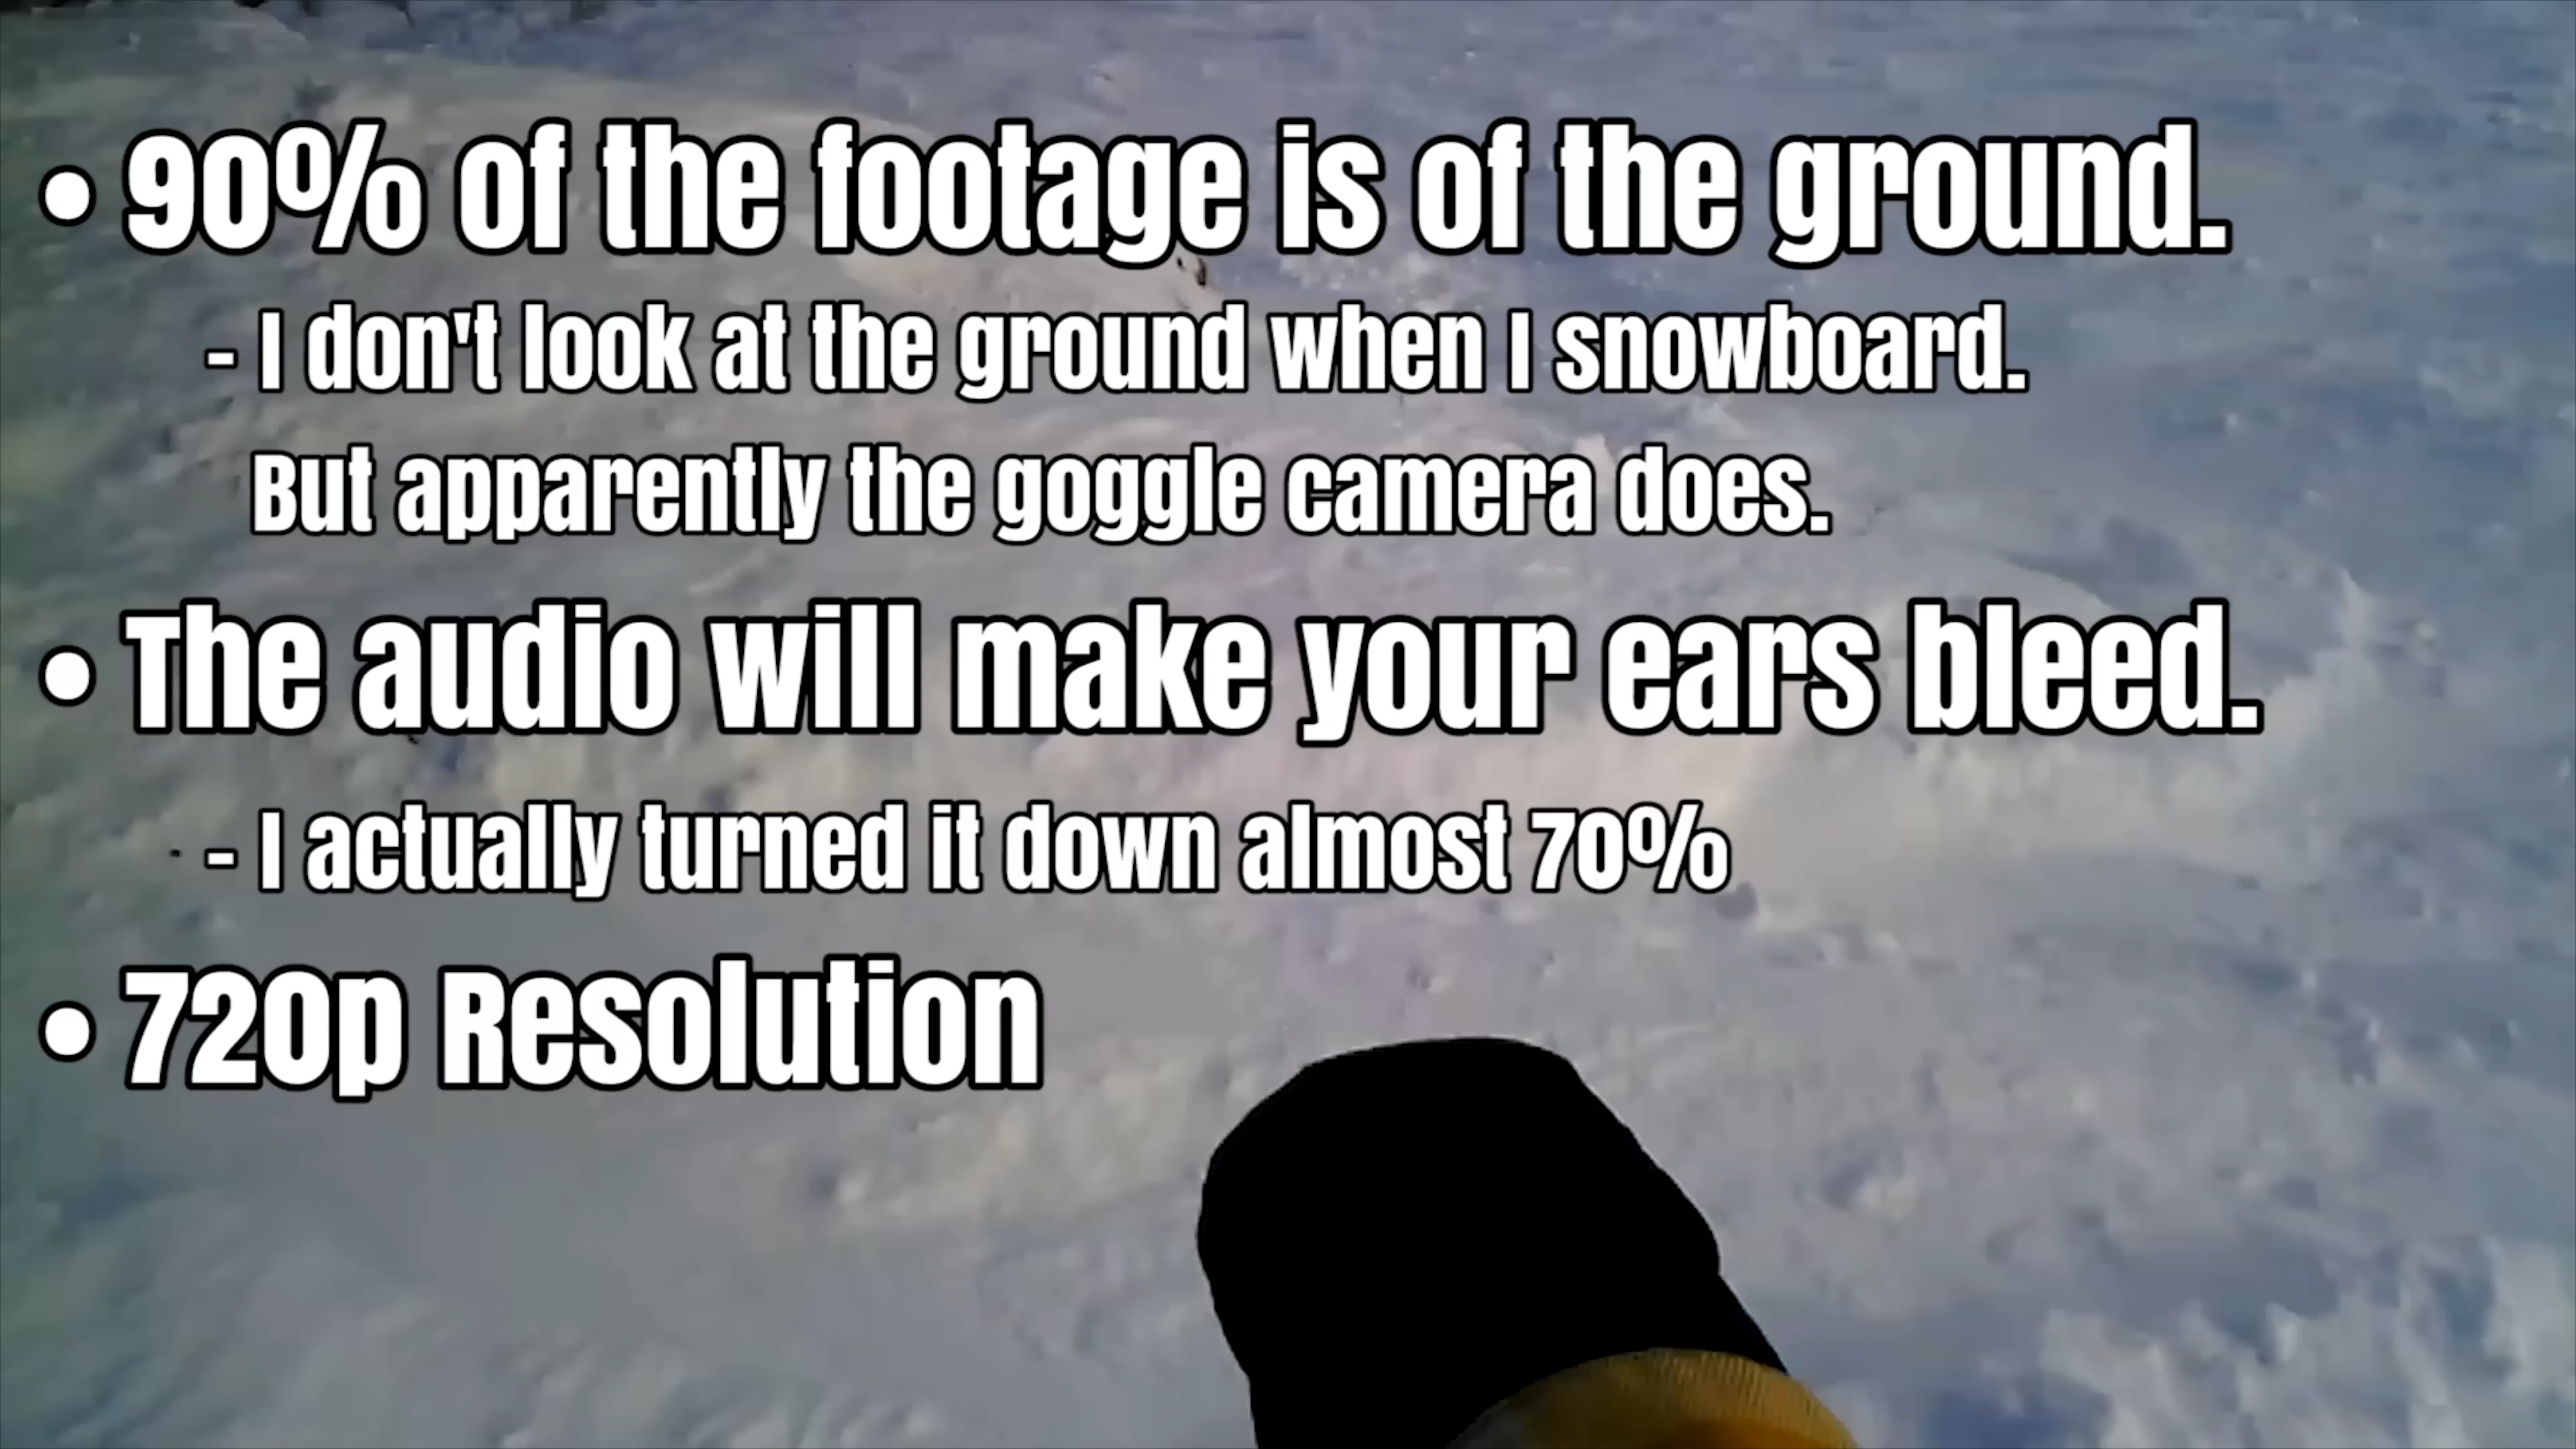 • 90% of the footage is of the ground.
- I don't look at the ground when I snowboard.
But apparently the goggle camera does.
• The audio will make your ears bleed.
- I actually turned it down almost 70%
• 720p Resolution